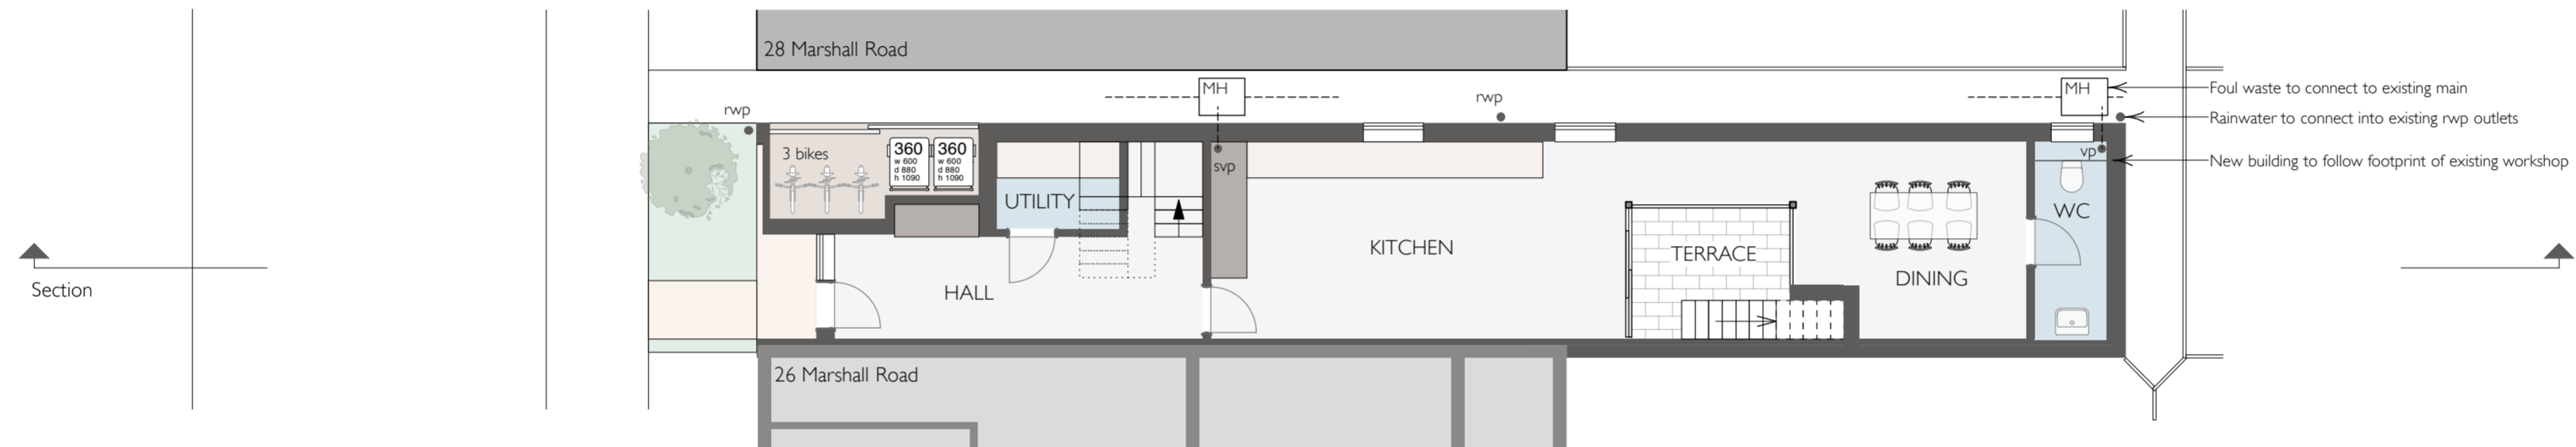 28 Marshall Road
MH
MH
Foul waste to connect to existing main
rwp
rwp
Rainwater to connect into existing rwp outlets
3 bikes
360
w 600
d 880
h 1090
360
w 600
d 880
h 1090
svp
vp
New building to follow footprint of existing workshop
UTILITY
WC
KITCHEN
TERRACE
DINING
HALL
Section
26 Marshall Road